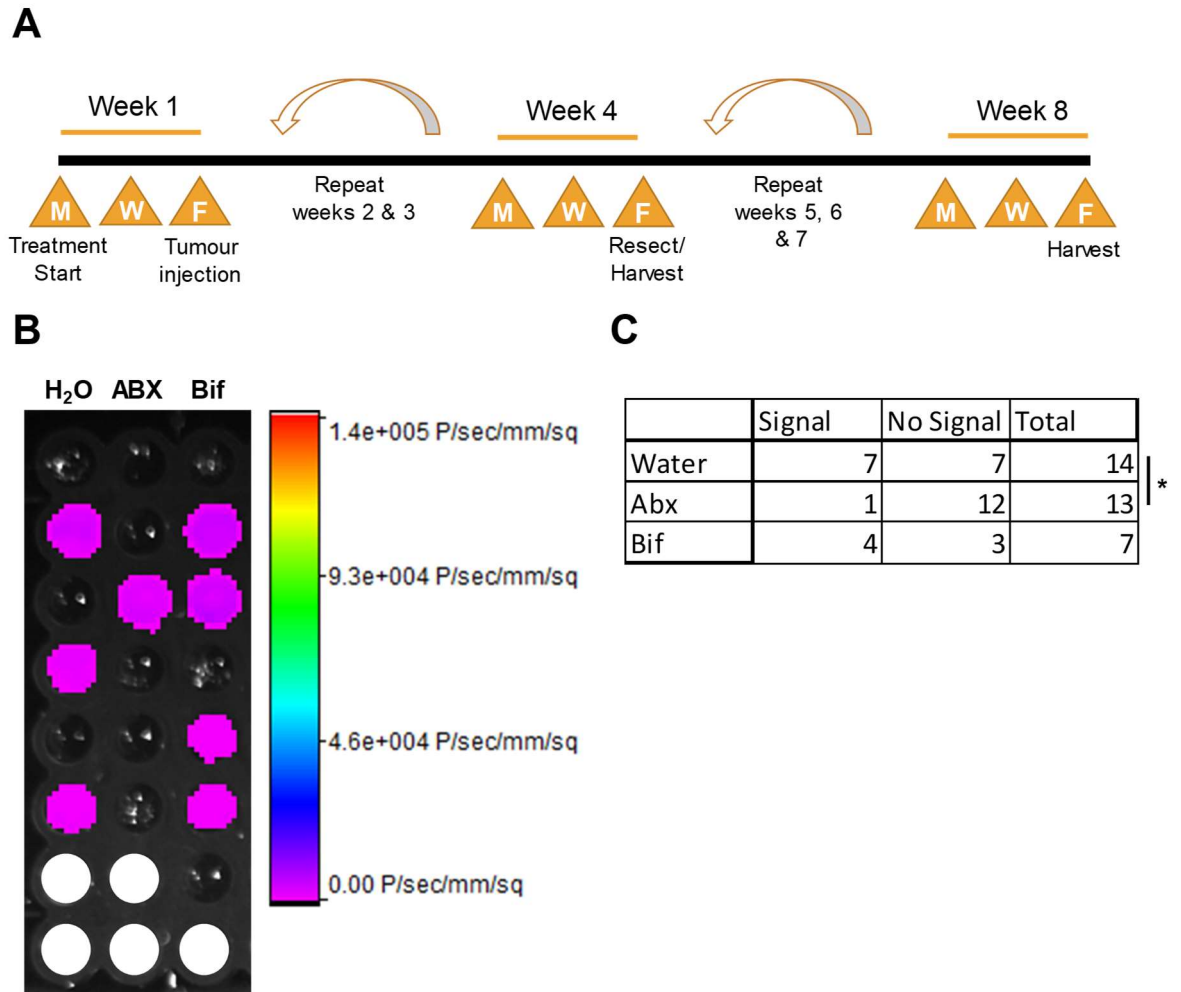 A
Week 1
Week 4
Week 8
M W F
Repeat
weeks 2 & 3
M W F
Repeat
weeks 5, 6
& 7
M W F
Treatment
Start
Tumour
injection
Resect/
Harvest
Harvest
B
H₂O ABX Bif
1.4e+005 P/sec/mm/sq
9.3e+004 P/sec/mm/sq
4.6e+004 P/sec/mm/sq
0.00 P/sec/mm/sq
C
Signal No Signal Total
Water 7 7 14
Abx 1 12 13
Bif 4 3 7
*